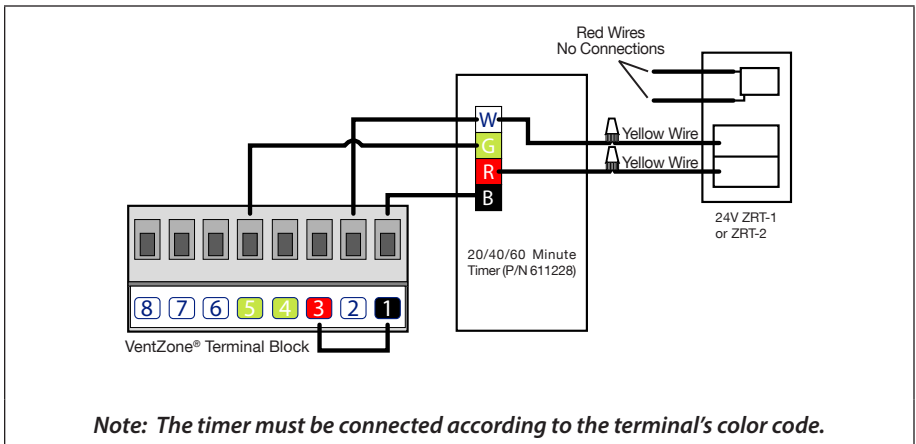 Red Wires
No Connections
W
G
R
B
Yellow Wire
Yellow Wire
24V ZRT-1
or ZRT-2
20/40/60 Minute
Timer (P/N 611228)
8 7 6 5 4 3 2 1
VentZone® Terminal Block
Note: The timer must be connected according to the terminal's color code.